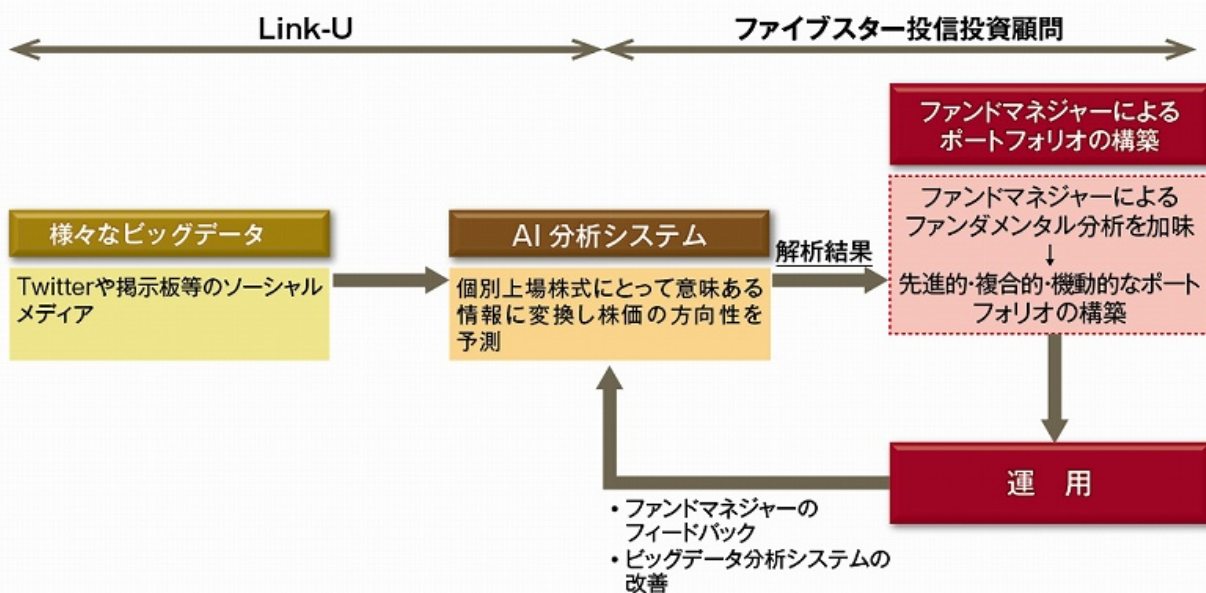 Link-U
ファイブスター投信投資顧問
様々なビッグデータ
Twitterや掲示板等のソーシャル
メディア
AI 分析システム
個別上場株式にとって意味ある
情報に変換し株価の方向性を
予測
解析結果
ファンドマネジャーによる
ポートフォリオの構築
ファンドマネジャーによる
ファンダメンタル分析を加味
↓
先進的・複合的・機動的なポート
フォリオの構築
運 用
・ファンドマネジャーの
フィードバック
・ビッグデータ分析システムの
改善